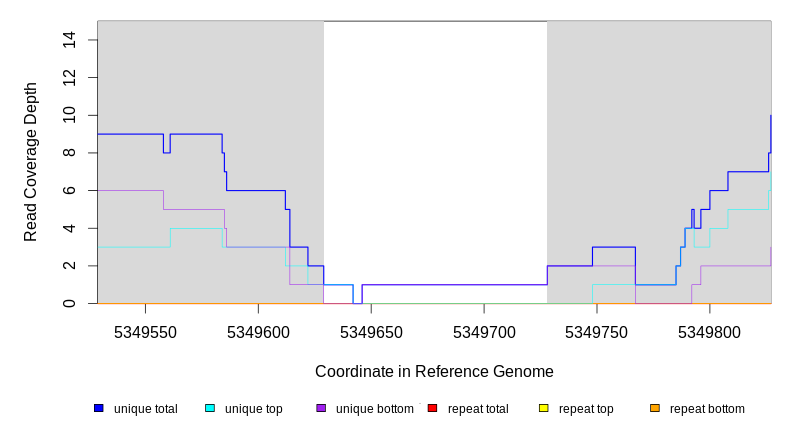 14
12
10
8
6
4
2
0
Read Coverage Depth
5349550 5349600 5349650 5349700 5349750 5349800
Coordinate in Reference Genome
unique total unique top unique bottom repeat total repeat top repeat bottom